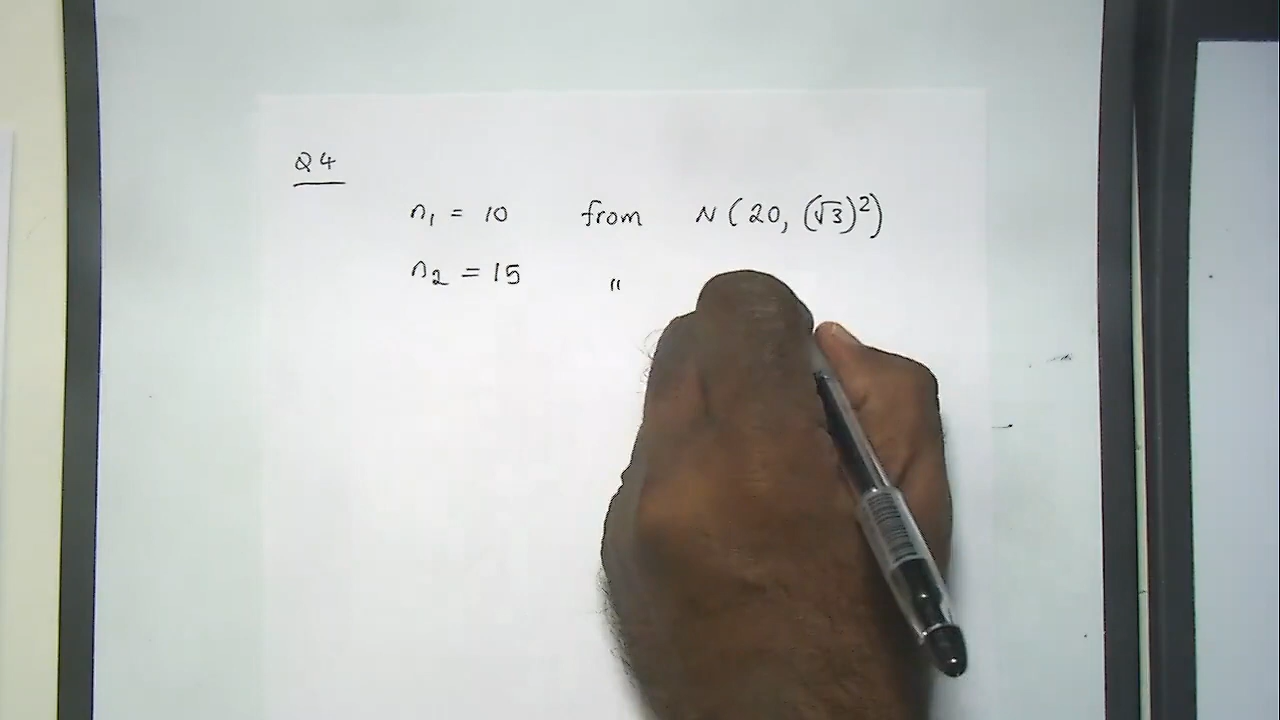 Q4
n₁ = 10 from N(20, (√3)²)
n₂ = 15 "